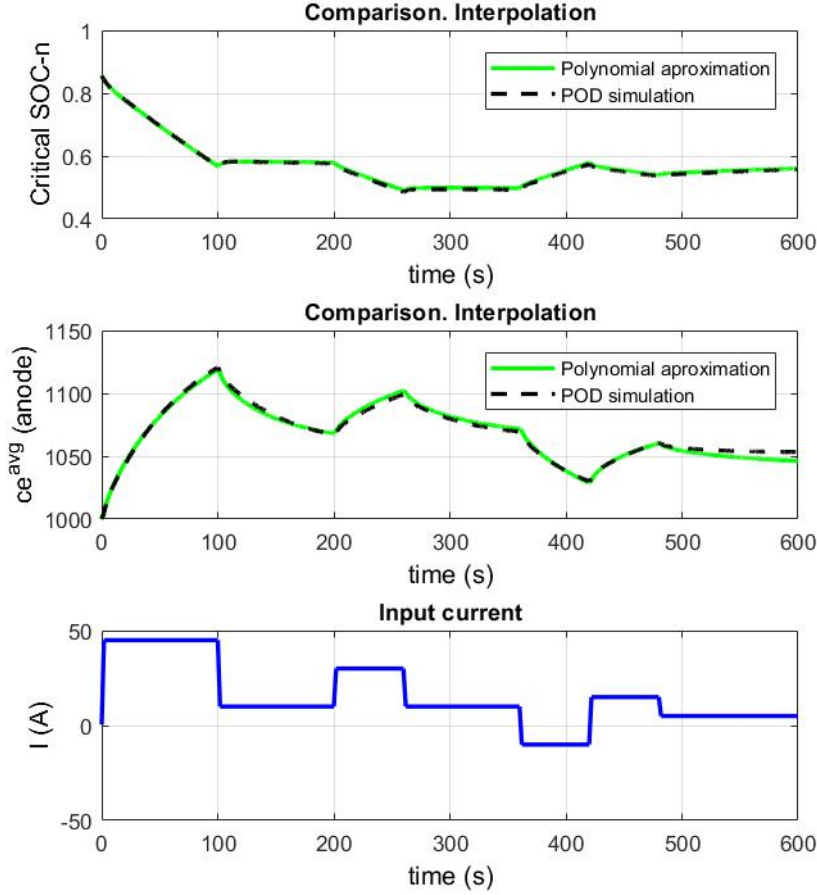 Comparison. Interpolation
Critical SOC-n
1
0.8
0.6
0.4
Polynomial aproximation
POD simulation
0 100 200 300 400 500 600
time (s)
Comparison. Interpolation
ce^avg (anode)
1150
1100
1050
1000
Polynomial aproximation
POD simulation
0 100 200 300 400 500 600
time (s)
Input current
I (A)
50
0
-50
0 100 200 300 400 500 600
time (s)